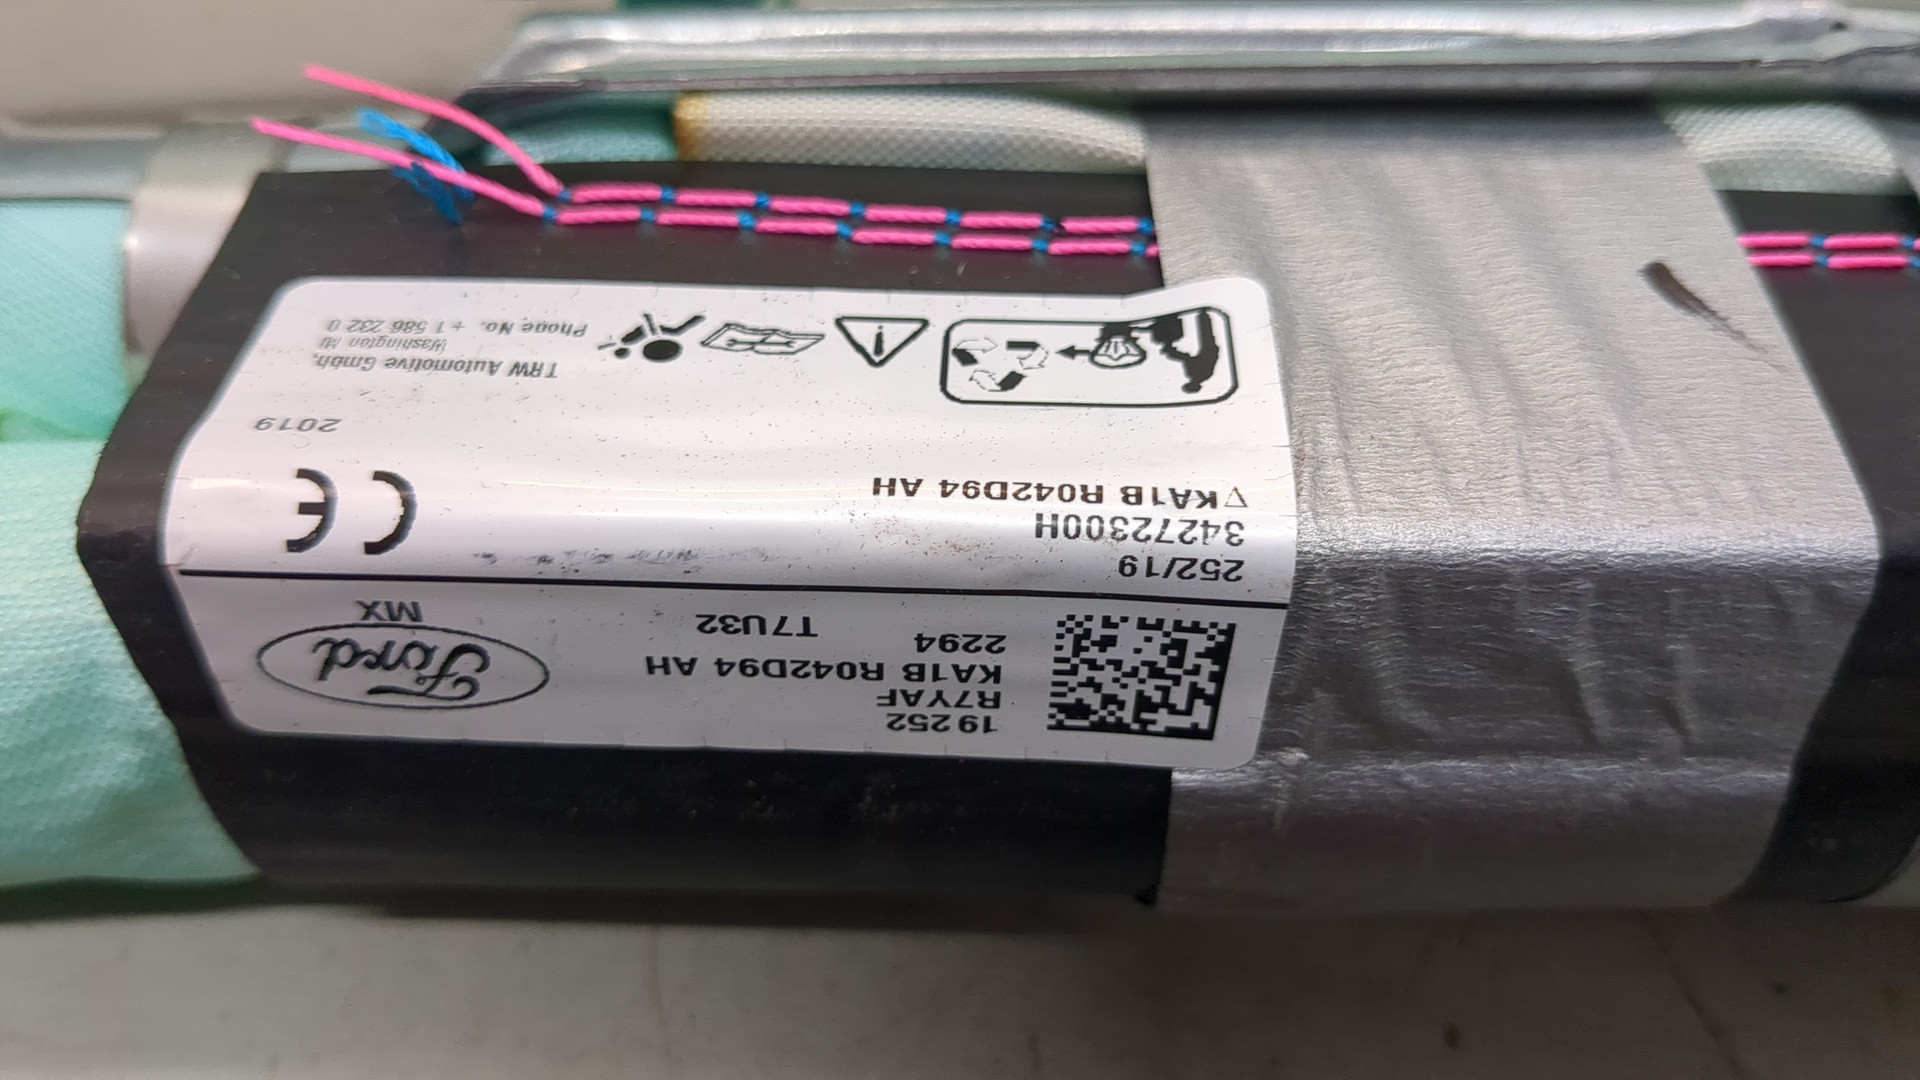 19 252
R7YAF
KA1B R042D94 AH
2294
T7U32
Ford
MX
252/19
34272300H
KA1B R042D94 AH
CE
2019
TRW Automotive Gmbh,
Washington MI
Phone No. + 1 586 232 0